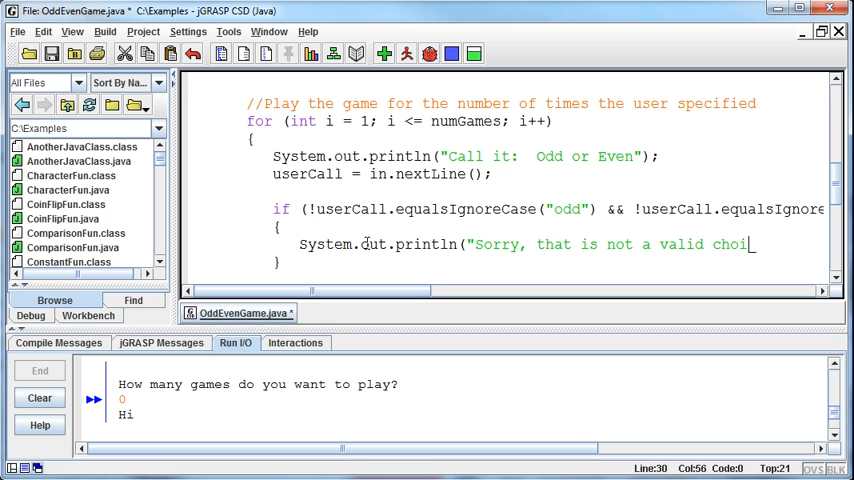 File: OddEvenGame.java * C:\Examples - jGRASP CSD (Java)
File Edit View Build Project Settings Tools Window Help
All Files Sort By Na...
C:\Examples
AnotherJavaClass.class
AnotherJavaClass.java
CharacterFun.class
CharacterFun.java
CoinFlipFun.class
CoinFlipFun.java
ComparisonFun.class
ComparisonFun.java
ConstantFun.class
Browse Find
Debug Workbench
//Play the game for the number of times the user specified
for (int i = 1; i <= numGames; i++)
{
System.out.println("Call it: Odd or Even");
userCall = in.nextLine();
if (!userCall.equalsIgnoreCase("odd") && !userCall.equalsIgnore
{
System.out.println("Sorry, that is not a valid choi
}
OddEvenGame.java *
Compile Messages jGRASP Messages Run I/O Interactions
End
Clear
Help
How many games do you want to play?
0
Hi
Line:30 Col:56 Code:0 Top:21 OVS BLK